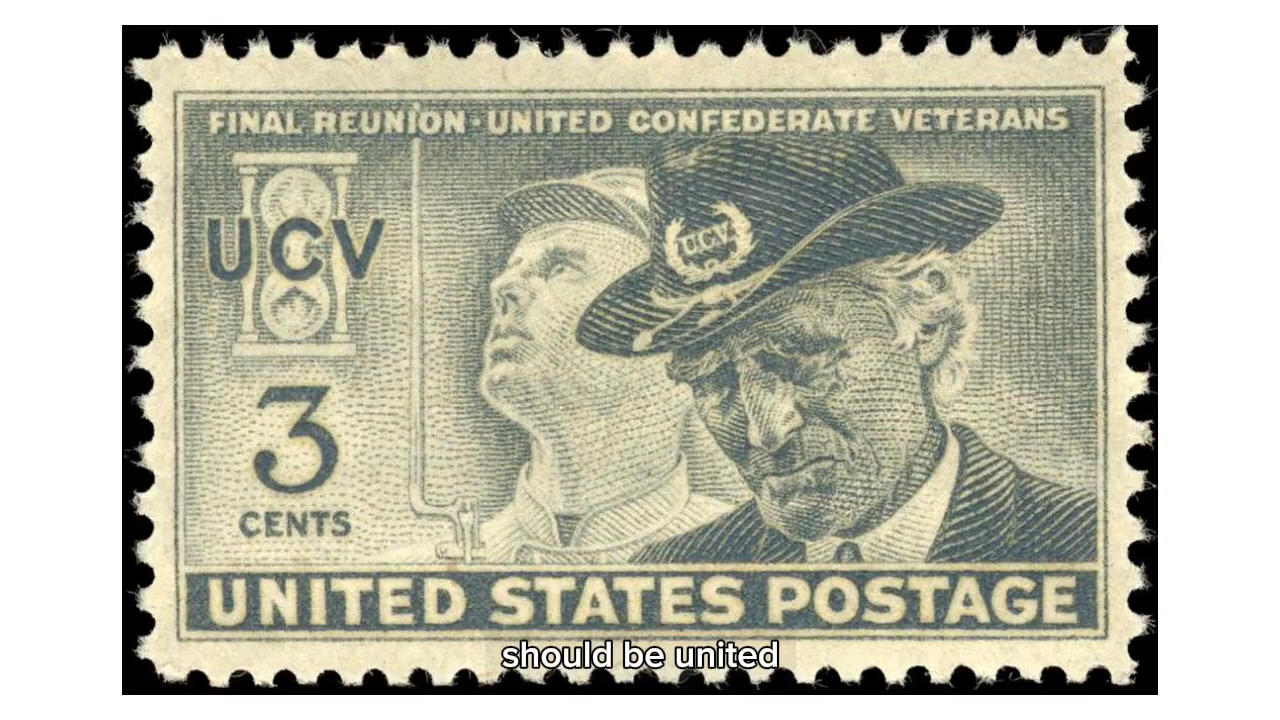 FINAL REUNION · UNITED CONFEDERATE VETERANS
UCV
UCV
3
CENTS
UNITED STATES POSTAGE
should be united